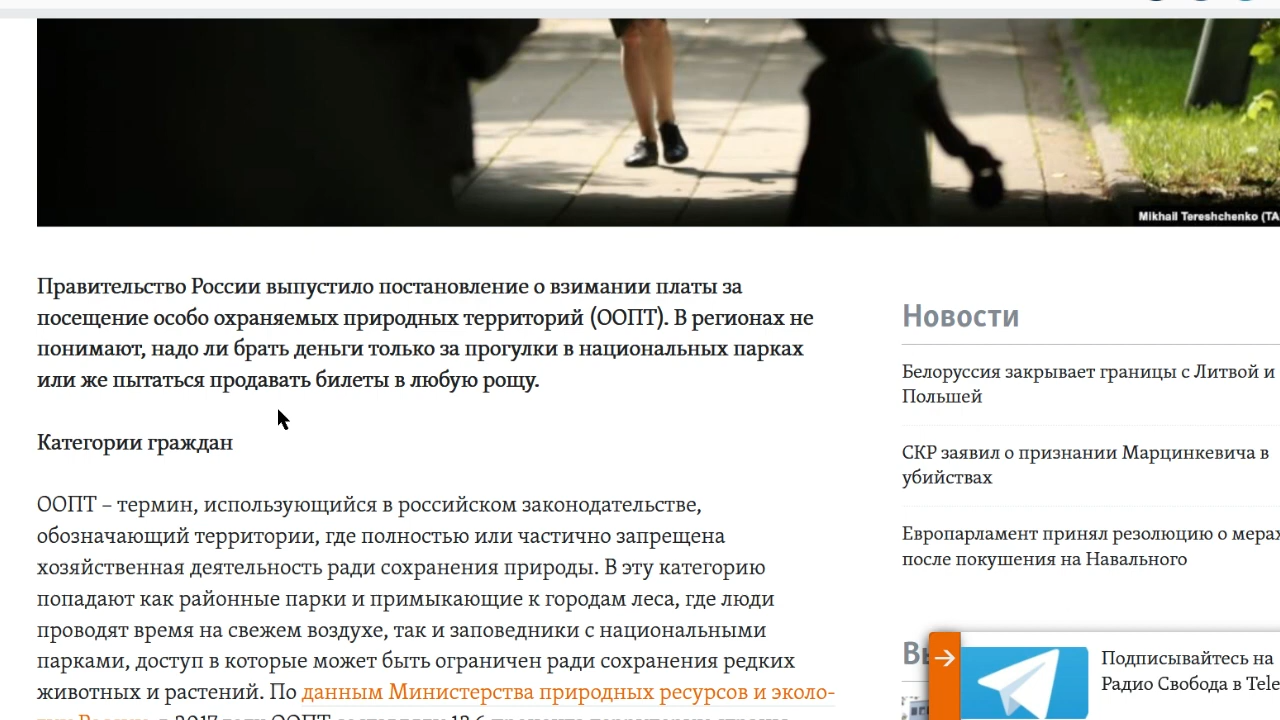 Mikhail Tereshchenko (TA
Правительство России выпустило постановление о взимании платы за
посещение особо охраняемых природных территорий (ООПТ). В регионах не
понимают, надо ли брать деньги только за прогулки в национальных парках
или же пытаться продавать билеты в любую рощу.
Категории граждан
ООПТ – термин, использующийся в российском законодательстве,
обозначающий территории, где полностью или частично запрещена
хозяйственная деятельность ради сохранения природы. В эту категорию
попадают как районные парки и примыкающие к городам леса, где люди
проводят время на свежем воздухе, так и заповедники с национальными
парками, доступ в которые может быть ограничен ради сохранения редких
животных и растений. По данным Министерства природных ресурсов и эколо-
Новости
Белоруссия закрывает границы с Литвой и
Польшей
СКР заявил о признании Марцинкевича в
убийствах
Европарламент принял резолюцию о мерах
после покушения на Навального
Подписывайтесь на
Радио Свобода в Tele